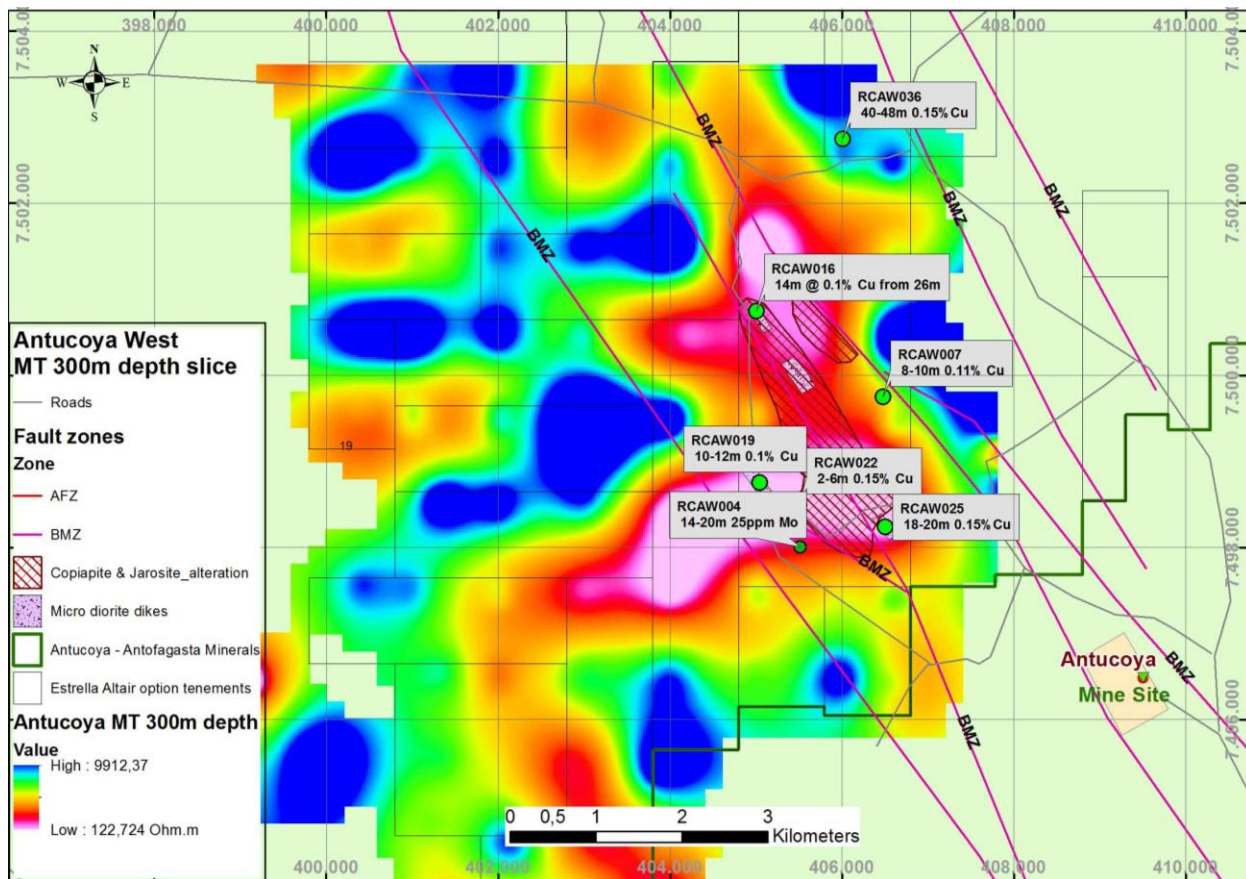 398.000
400.000
402.000
404.000
406.000
408.000
410.000
7.504.0
7.504.0
N
W E
S
RCAW036
40-48m 0.15% Cu
BMZ
BMZ
BMZ
BMZ
7.502.000
7.502.000
RCAW016
14m @ 0.1% Cu from 26m
RCAW007
8-10m 0.11% Cu
7.500.000
7.500.000
19
RCAW019
10-12m 0.1% Cu
RCAW022
2-6m 0.15% Cu
RCAW004
14-20m 25ppm Mo
RCAW025
18-20m 0.15% Cu
7.498.000
BMZ
Antucoya
Mine Site
BMZ
BMZ
7.496.000
Antucoya West
MT 300m depth slice
Roads
Fault zones
Zone
AFZ
BMZ
Copiapite & Jarosite_alteration
Micro diorite dikes
Antucoya - Antofagasta Minerals
Estrella Altair option tenements
Antucoya MT 300m depth
Value
High : 9912,37
Low : 122,724 Ohm.m
0 0,5 1 2 3
Kilometers
400.000
402.000
404.000
406.000
408.000
410.000